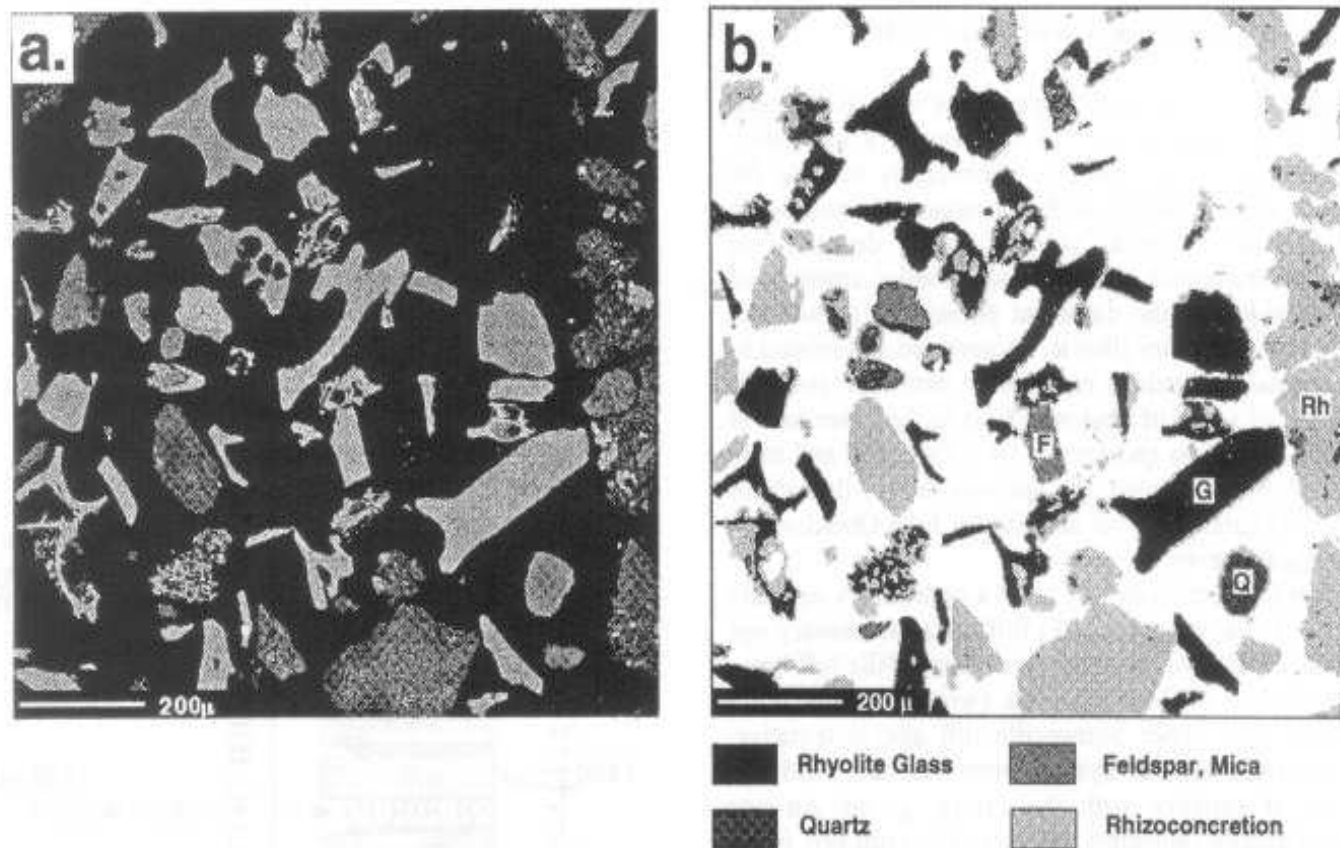 a.
200μ
b.
Rh
F
G
Q
200 μ
Rhyolite Glass
Feldspar, Mica
Quartz
Rhizoconcretion